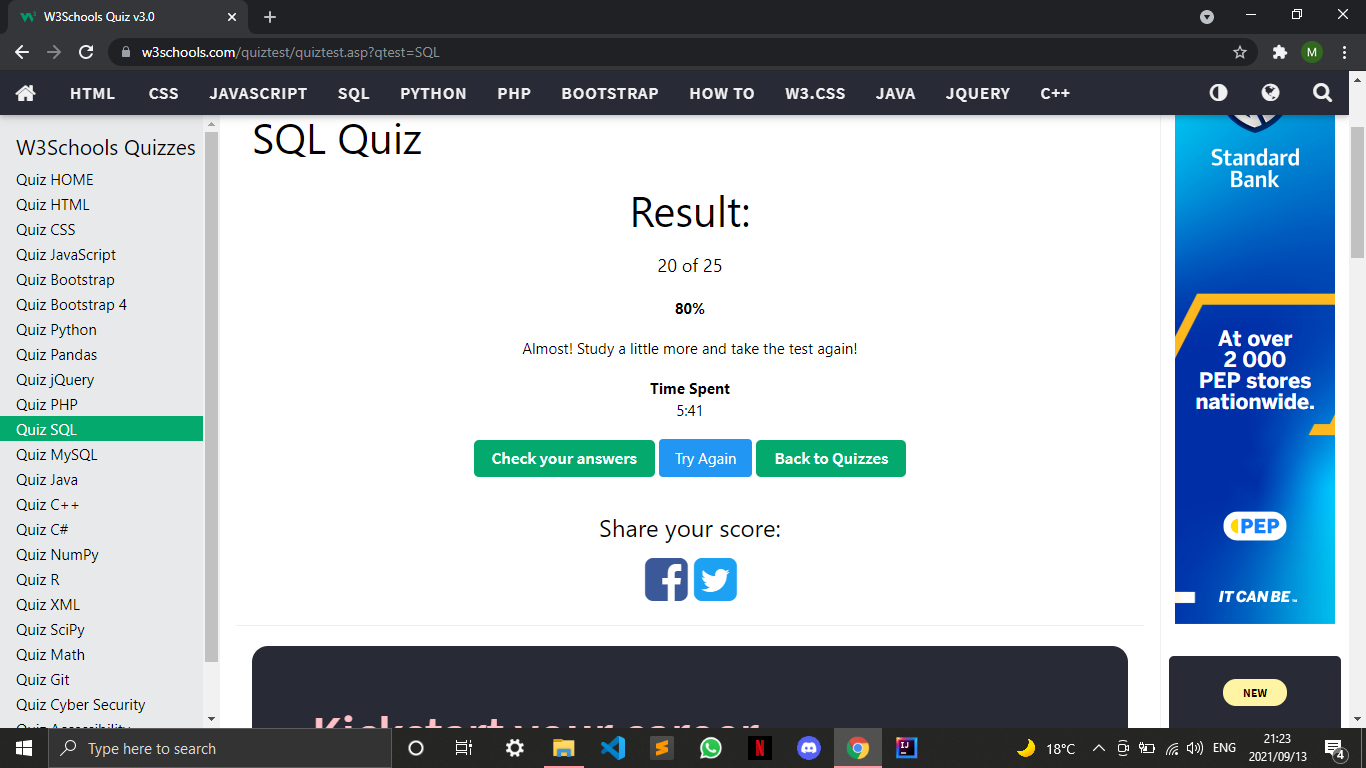 W3Schools Quiz v3.0
w3schools.com/quiztest/quiztest.asp?qtest=SQL
M
HTML CSS JAVASCRIPT SQL PYTHON PHP BOOTSTRAP HOW TO W3.CSS JAVA JQUERY C++
W3Schools Quizzes
Quiz HOME
Quiz HTML
Quiz CSS
Quiz JavaScript
Quiz Bootstrap
Quiz Bootstrap 4
Quiz Python
Quiz Pandas
Quiz jQuery
Quiz PHP
Quiz SQL
Quiz MySQL
Quiz Java
Quiz C++
Quiz C#
Quiz NumPy
Quiz R
Quiz XML
Quiz SciPy
Quiz Math
Quiz Git
Quiz Cyber Security
Quiz Accessibility
SQL Quiz
Result:
20 of 25
80%
Almost! Study a little more and take the test again!
Time Spent
5:41
Check your answers Try Again Back to Quizzes
Share your score:
Kickstart your career
Standard
Bank
At over
2 000
PEP stores
nationwide.
PEP
IT CAN BE™
NEW
Type here to search
18°C
ENG
21:23
2021/09/13
4